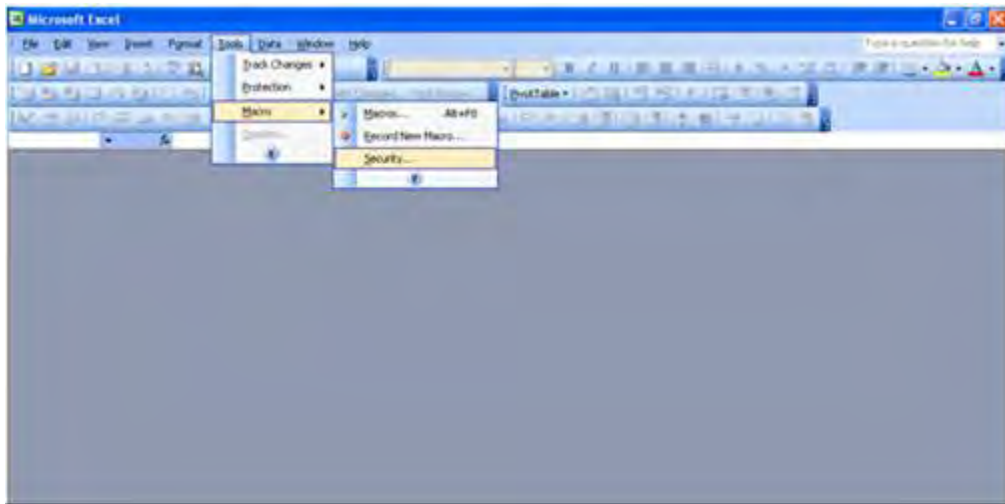 Microsoft Excel
File Edit View Insert Format Tools Data Window Help
Type a question for help
Track Changes
Protection
PivotTable
Macro
Macros... Alt+F8
Record New Macro...
Security...